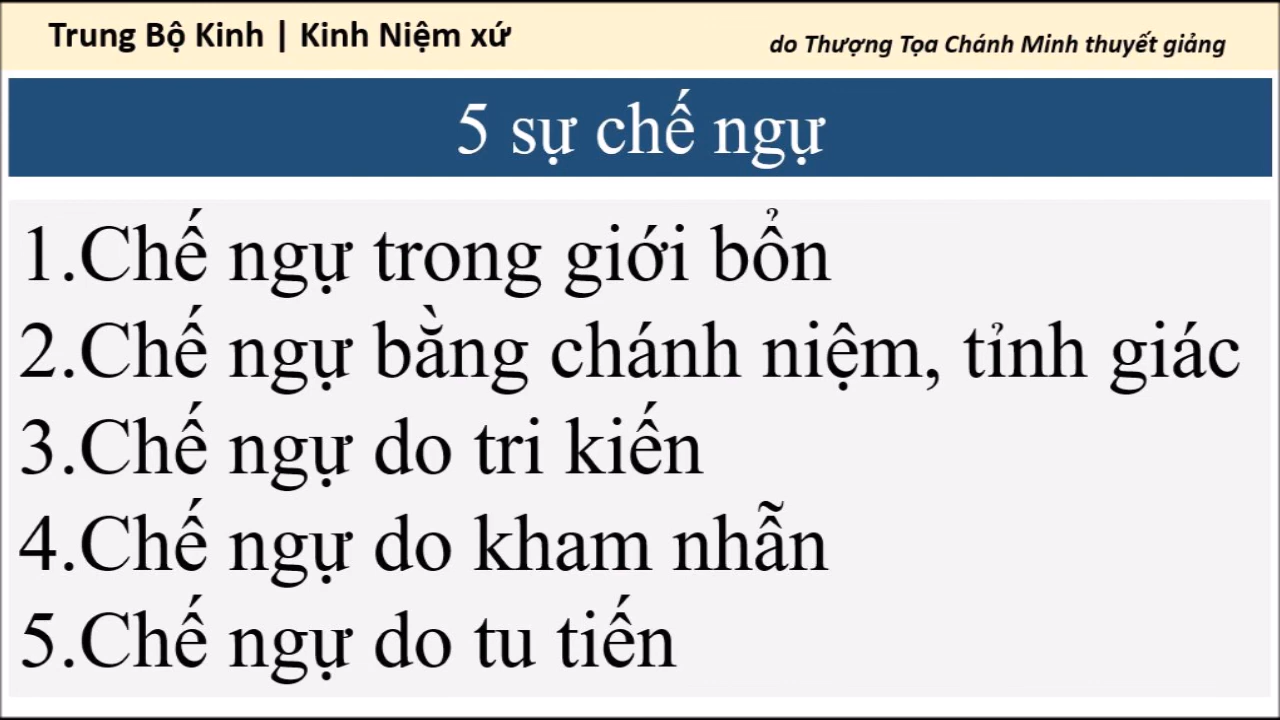 Trung Bộ Kinh | Kinh Niệm xứ
do Thượng Tọa Chánh Minh thuyết giảng
5 sự chế ngự
1.Chế ngự trong giới bổn
2.Chế ngự bằng chánh niệm, tỉnh giác
3.Chế ngự do tri kiến
4.Chế ngự do kham nhẫn
5.Chế ngự do tu tiến